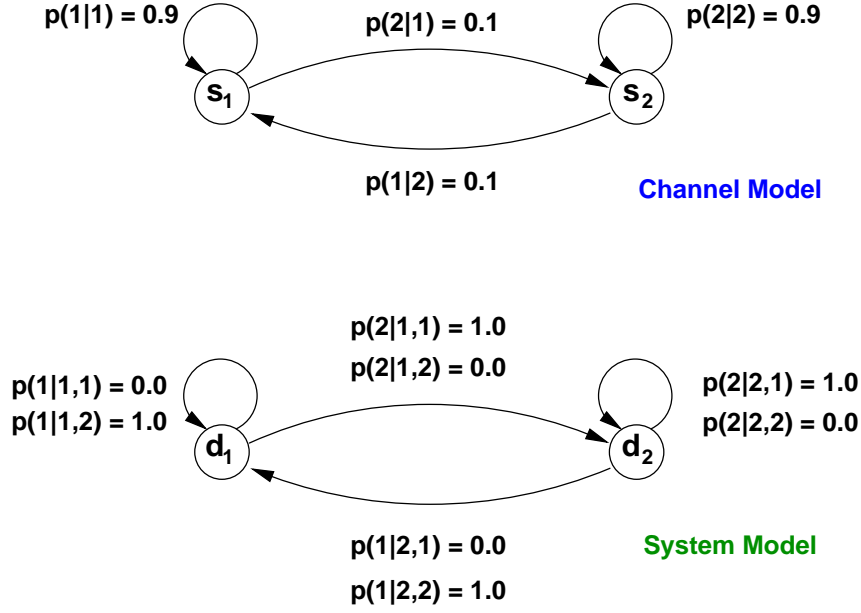 p(1|1) = 0.9
p(2|1) = 0.1
p(2|2) = 0.9
s1
s2
p(1|2) = 0.1
Channel Model
p(2|1,1) = 1.0
p(2|1,2) = 0.0
p(1|1,1) = 0.0
p(1|1,2) = 1.0
p(2|2,1) = 1.0
p(2|2,2) = 0.0
d1
d2
p(1|2,1) = 0.0
p(1|2,2) = 1.0
System Model